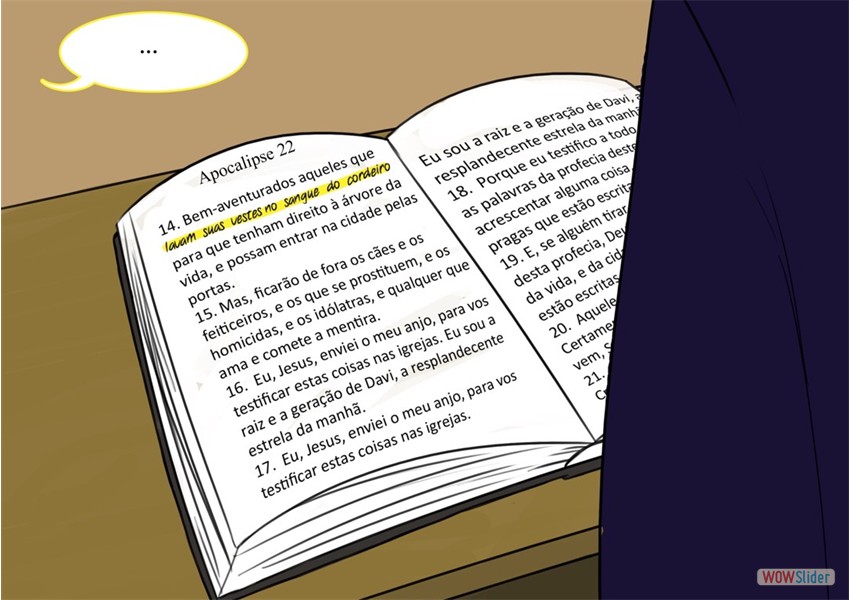 ...
Apocalipse 22
14. Bem-aventurados aqueles que
lavam suas vestes no sangue do cordeiro
para que tenham direito à árvore da
vida, e possam entrar na cidade pelas
portas.
15. Mas, ficarão de fora os cães e os
feiticeiros, e os que se prostituem, e os
homicidas, e os idólatras, e qualquer que
ama e comete a mentira.
16. Eu, Jesus, enviei o meu anjo, para vos
testificar estas coisas nas igrejas. Eu sou a
raiz e a geração de Davi, a resplandecente
estrela da manhã.
17. Eu, Jesus, enviei o meu anjo, para vos
testificar estas coisas nas igrejas.
Eu sou a raiz e a geração de Davi,
resplandecente estrela da manhã
18. Porque eu testifico a todo
as palavras da profecia deste
acrescentar alguma coisa
pragas que estão escrita
19. E, se alguém tirar
desta profecia,
da vida, e da cid
estão escritas
20. Aquele
Certamen
vem,
21.
WOWSlider